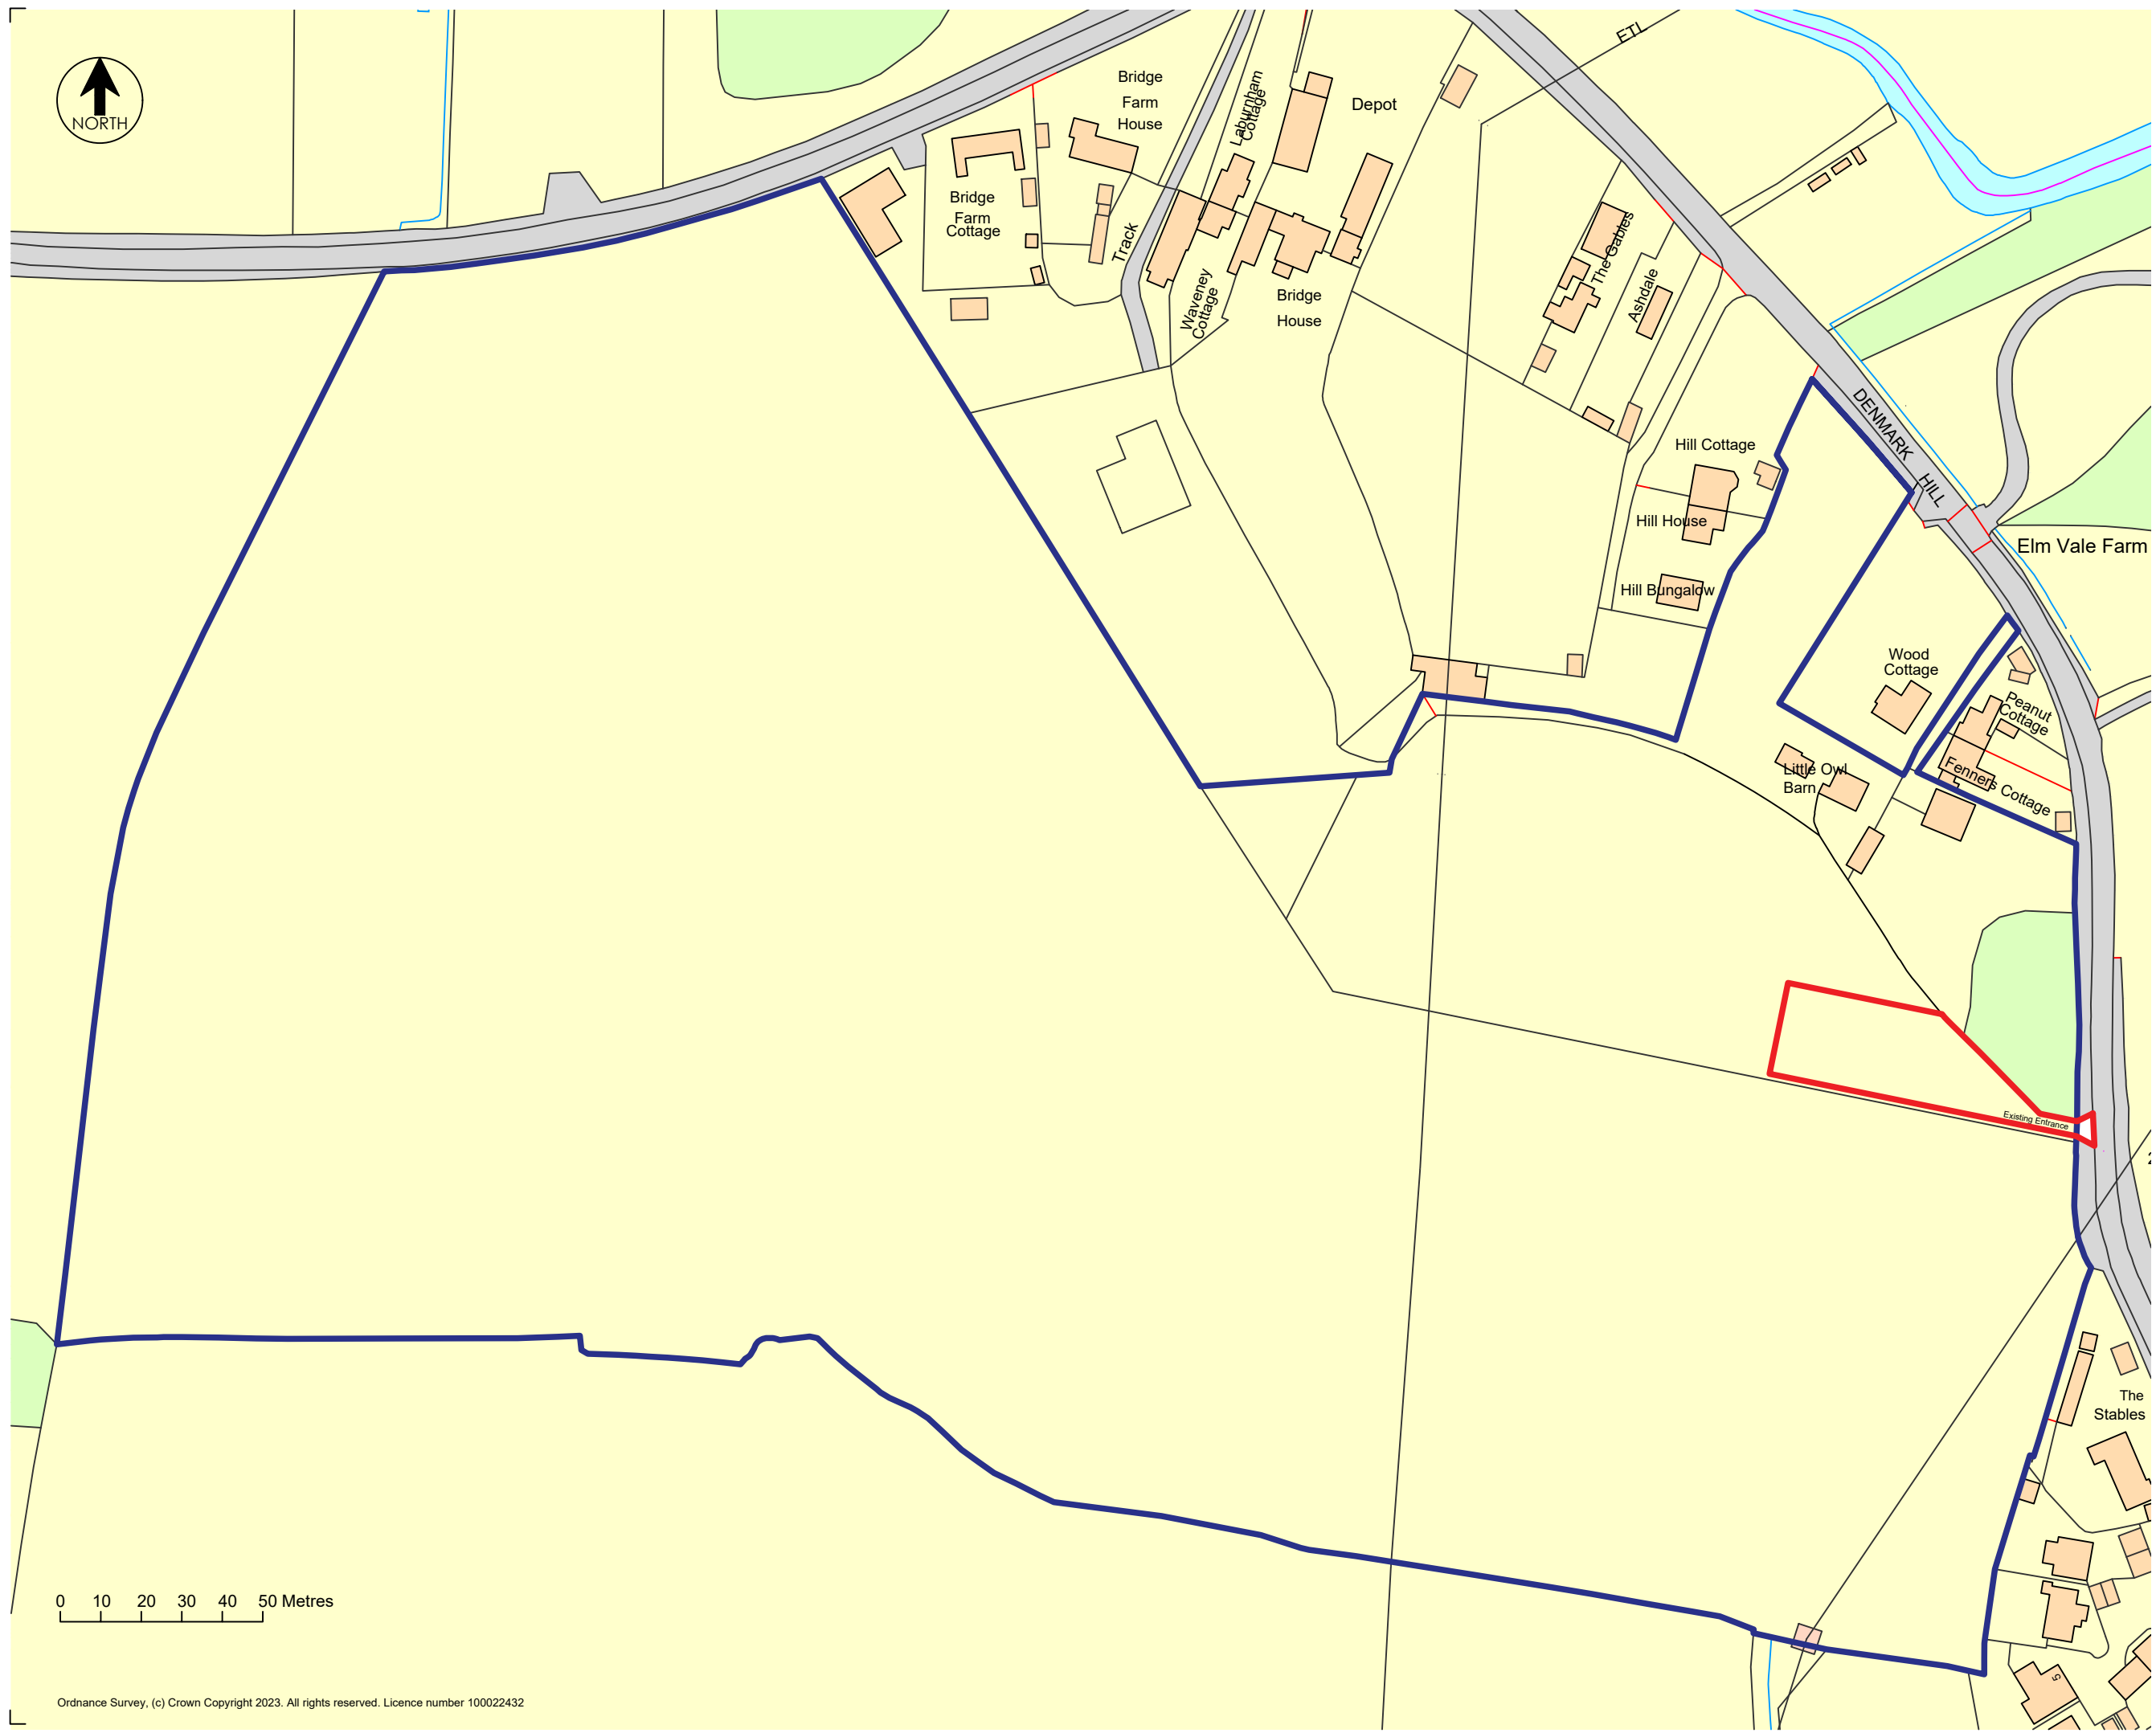 NORTH
ETL
Bridge
Farm
House
Laburnham
Cottage
Depot
Bridge
Farm
Cottage
Track
The Gables
Waveney
Cottage
Bridge
House
Ashdale
DENMARK HILL
Hill Cottage
Hill House
Elm Vale Farm
Hill Bungalow
Wood
Cottage
Peanut
Cottage
Little Owl
Barn
Fenners Cottage
Existing Entrance
The
Stables
0 10 20 30 40 50 Metres
5
Ordnance Survey, (c) Crown Copyright 2023. All rights reserved. Licence number 100022432